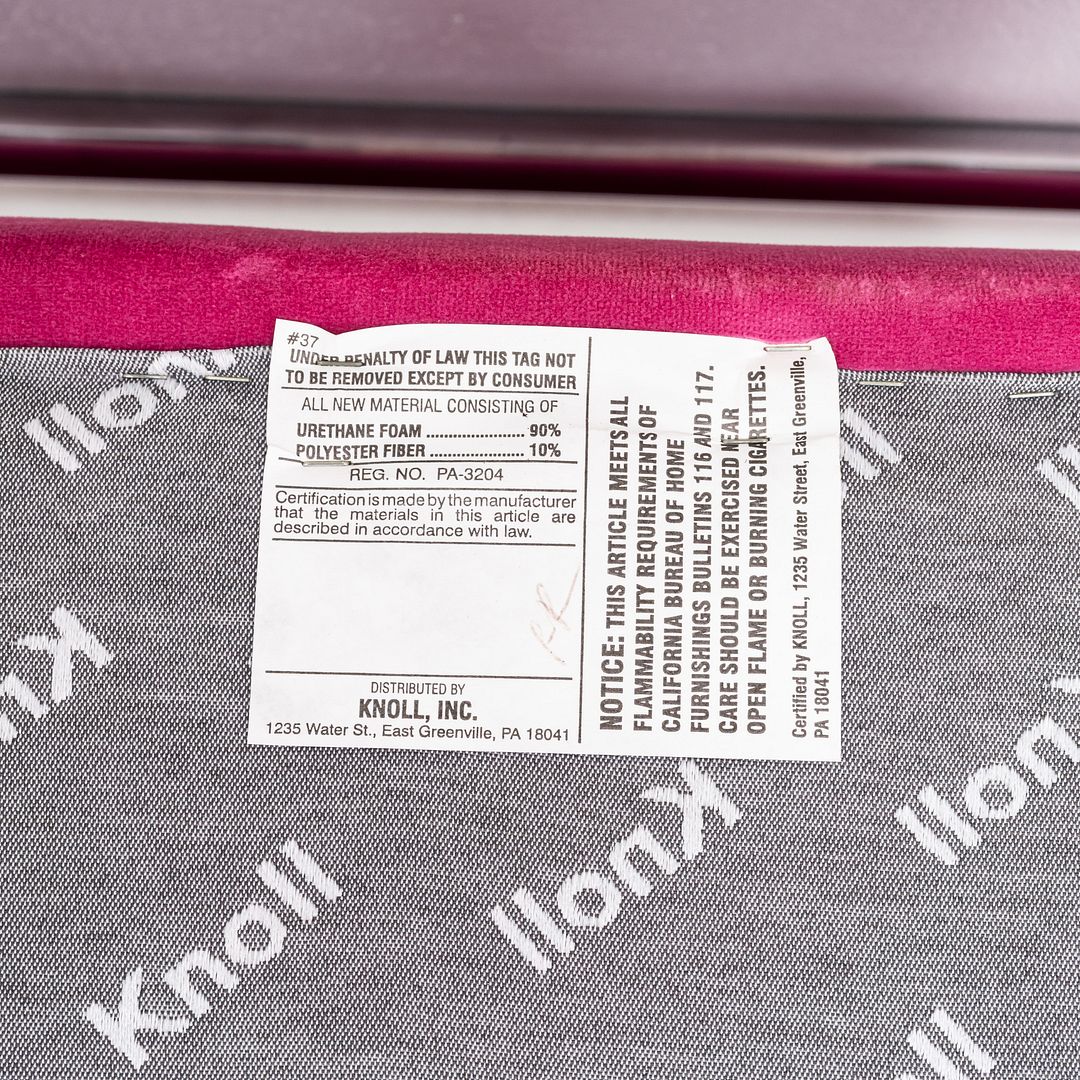 #37
UNDER PENALTY OF LAW THIS TAG NOT
TO BE REMOVED EXCEPT BY CONSUMER
ALL NEW MATERIAL CONSISTING OF
URETHANE FOAM ........................ 90%
POLYESTER FIBER ...................... 10%
REG. NO. PA-3204
Certification is made by the manufacturer
that the materials in this article are
described in accordance with law.
RR
DISTRIBUTED BY
KNOLL, INC.
1235 Water St., East Greenville, PA 18041
NOTICE: THIS ARTICLE MEETS ALL
FLAMMABILITY REQUIREMENTS OF
CALIFORNIA BUREAU OF HOME
FURNISHINGS BULLETINS 116 AND 117.
CARE SHOULD BE EXERCISED NEAR
OPEN FLAME OR BURNING CIGARETTES.
Certified by KNOLL, 1235 Water Street, East Greenville,
PA 18041
Knoll
Knoll
Knoll
Knoll
Knoll